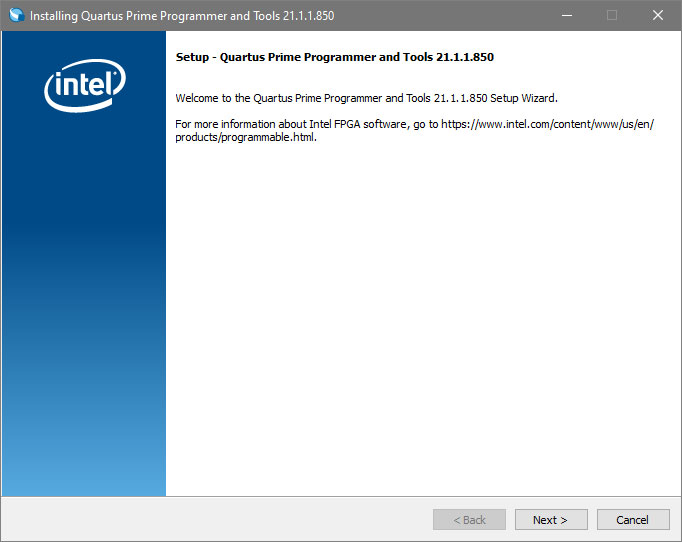 Installing Quartus Prime Programmer and Tools 21.1.1.850
intel
Setup - Quartus Prime Programmer and Tools 21.1.1.850
Welcome to the Quartus Prime Programmer and Tools 21.1.1.850 Setup Wizard.
For more information about Intel FPGA software, go to https://www.intel.com/content/www/us/en/
products/programmable.html.
< Back
Next >
Cancel